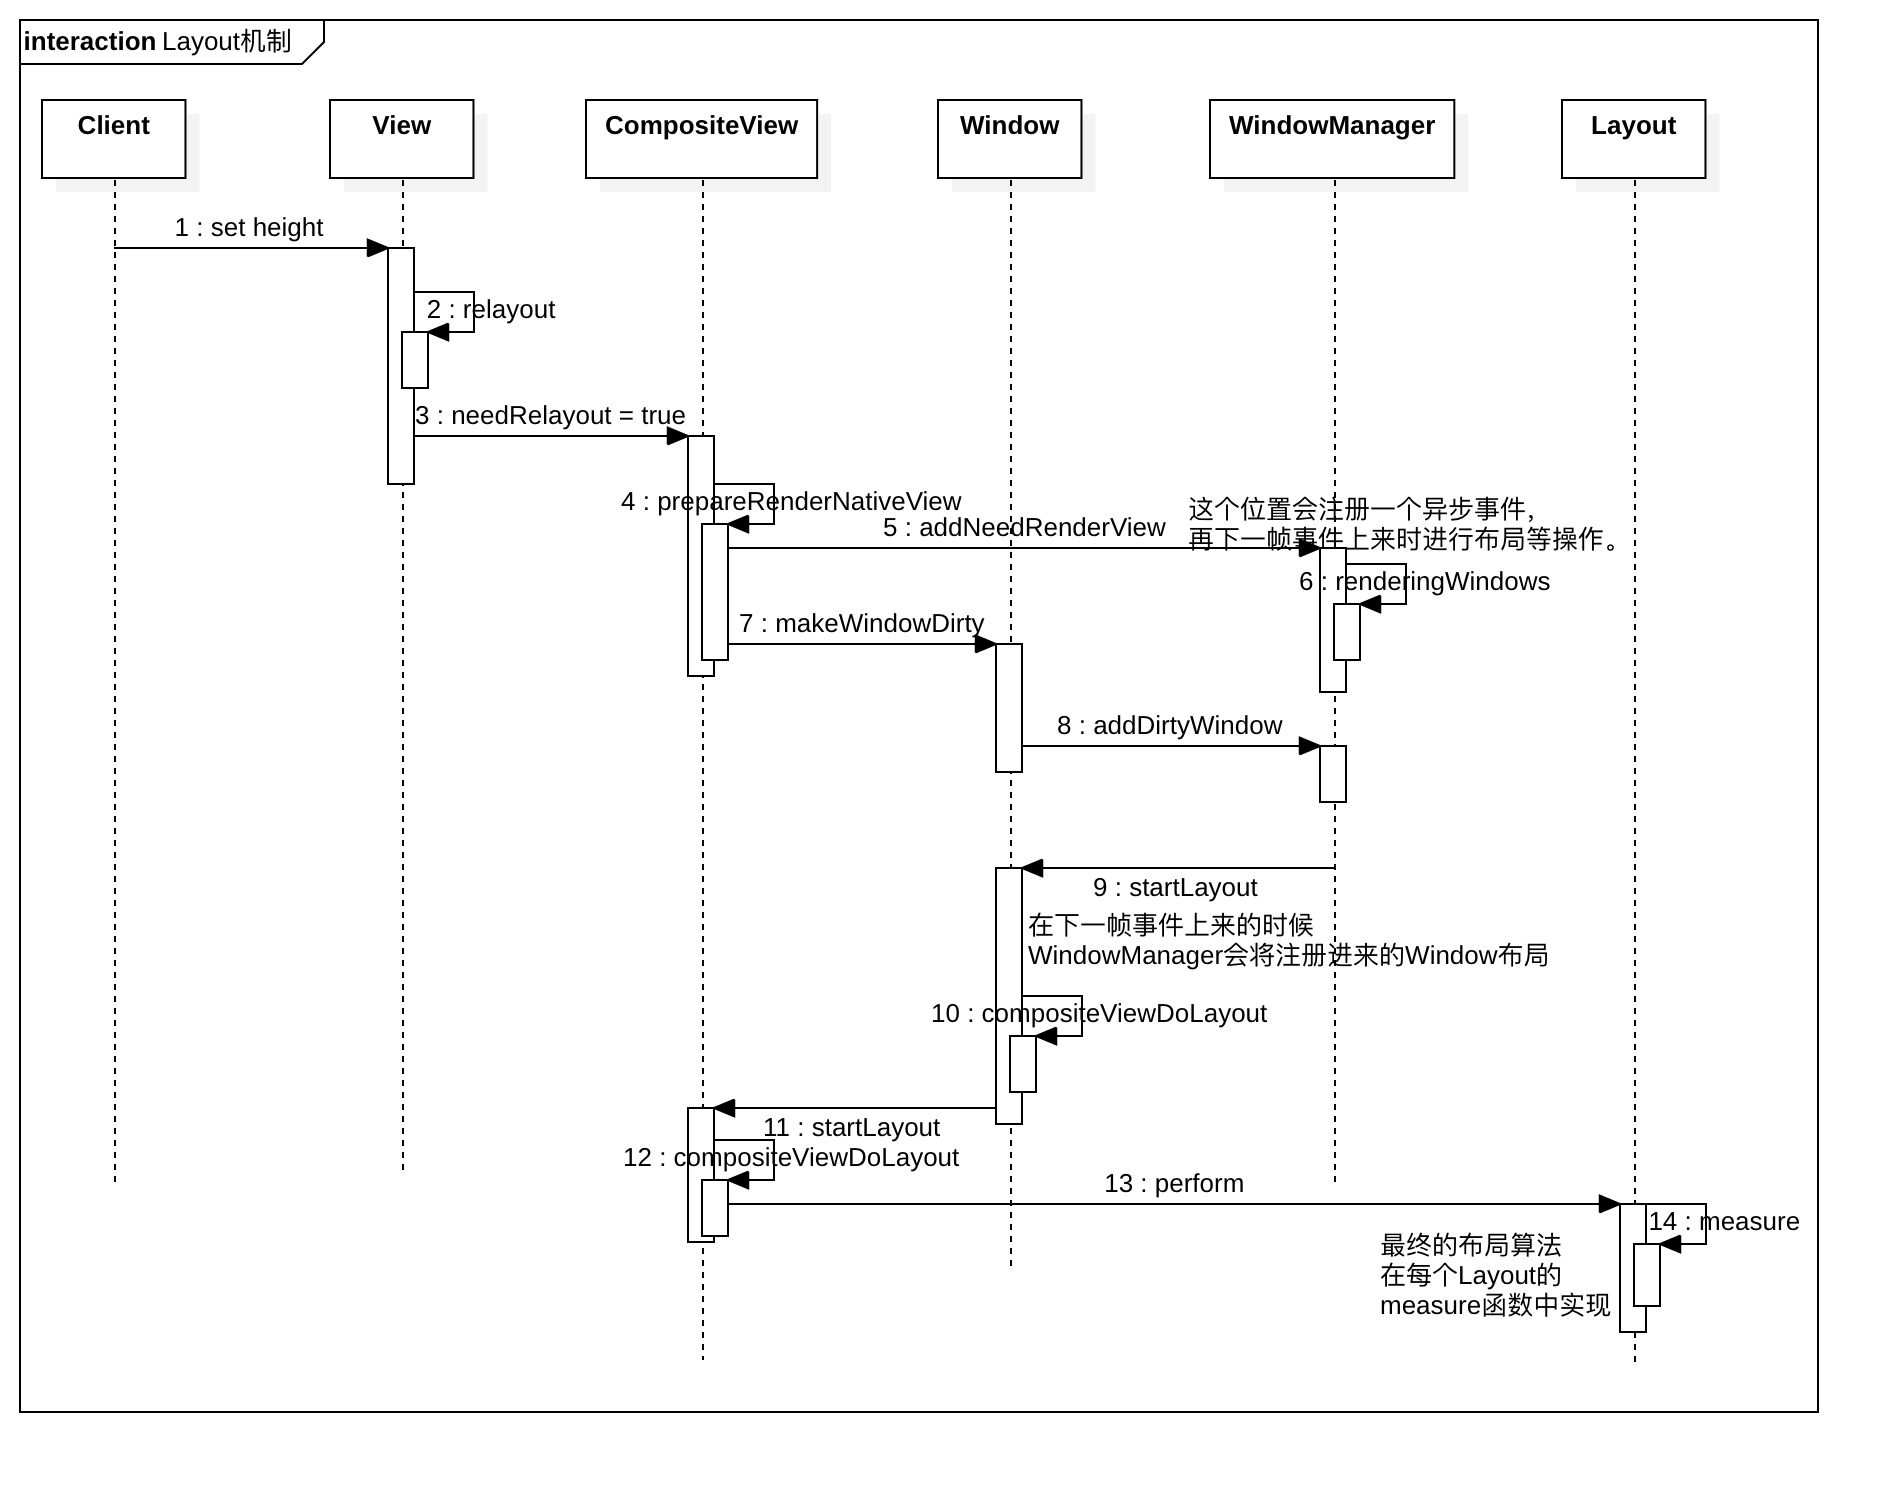 interaction Layout机制
Client
View
CompositeView
Window
WindowManager
Layout
1 : set height
2 : relayout
3 : needRelayout = true
4 : prepareRenderNativeView
5 : addNeedRenderView
这个位置会注册一个异步事件，
再下一帧事件上来时进行布局等操作。
6 : renderingWindows
7 : makeWindowDirty
8 : addDirtyWindow
9 : startLayout
在下一帧事件上来的时候
WindowManager会将注册进来的Window布局
10 : compositeViewDoLayout
11 : startLayout
12 : compositeViewDoLayout
13 : perform
14 : measure
最终的布局算法
在每个Layout的
measure函数中实现